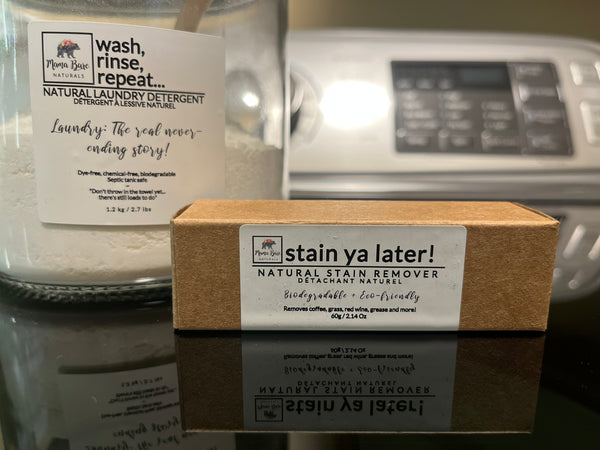 Mama Bare
NATURALS
wash,
rinse,
repeat...
NATURAL LAUNDRY DETERGENT
DÉTERGENT À LESSIVE NATUREL
Laundry: The real never-
ending story!
Dye-free, chemical-free, biodegradable
Septic tank safe
-
"Don't throw in the towel yet...
there's still loads to do"
1.2 kg / 2.7 lbs
Mama Bare
NATURALS
stain ya later!
NATURAL STAIN REMOVER
DÉTACHANT NATUREL
Biodegradable + Eco-friendly
Removes coffee, grass, red wine, grease and more!
60g / 2.14 Oz